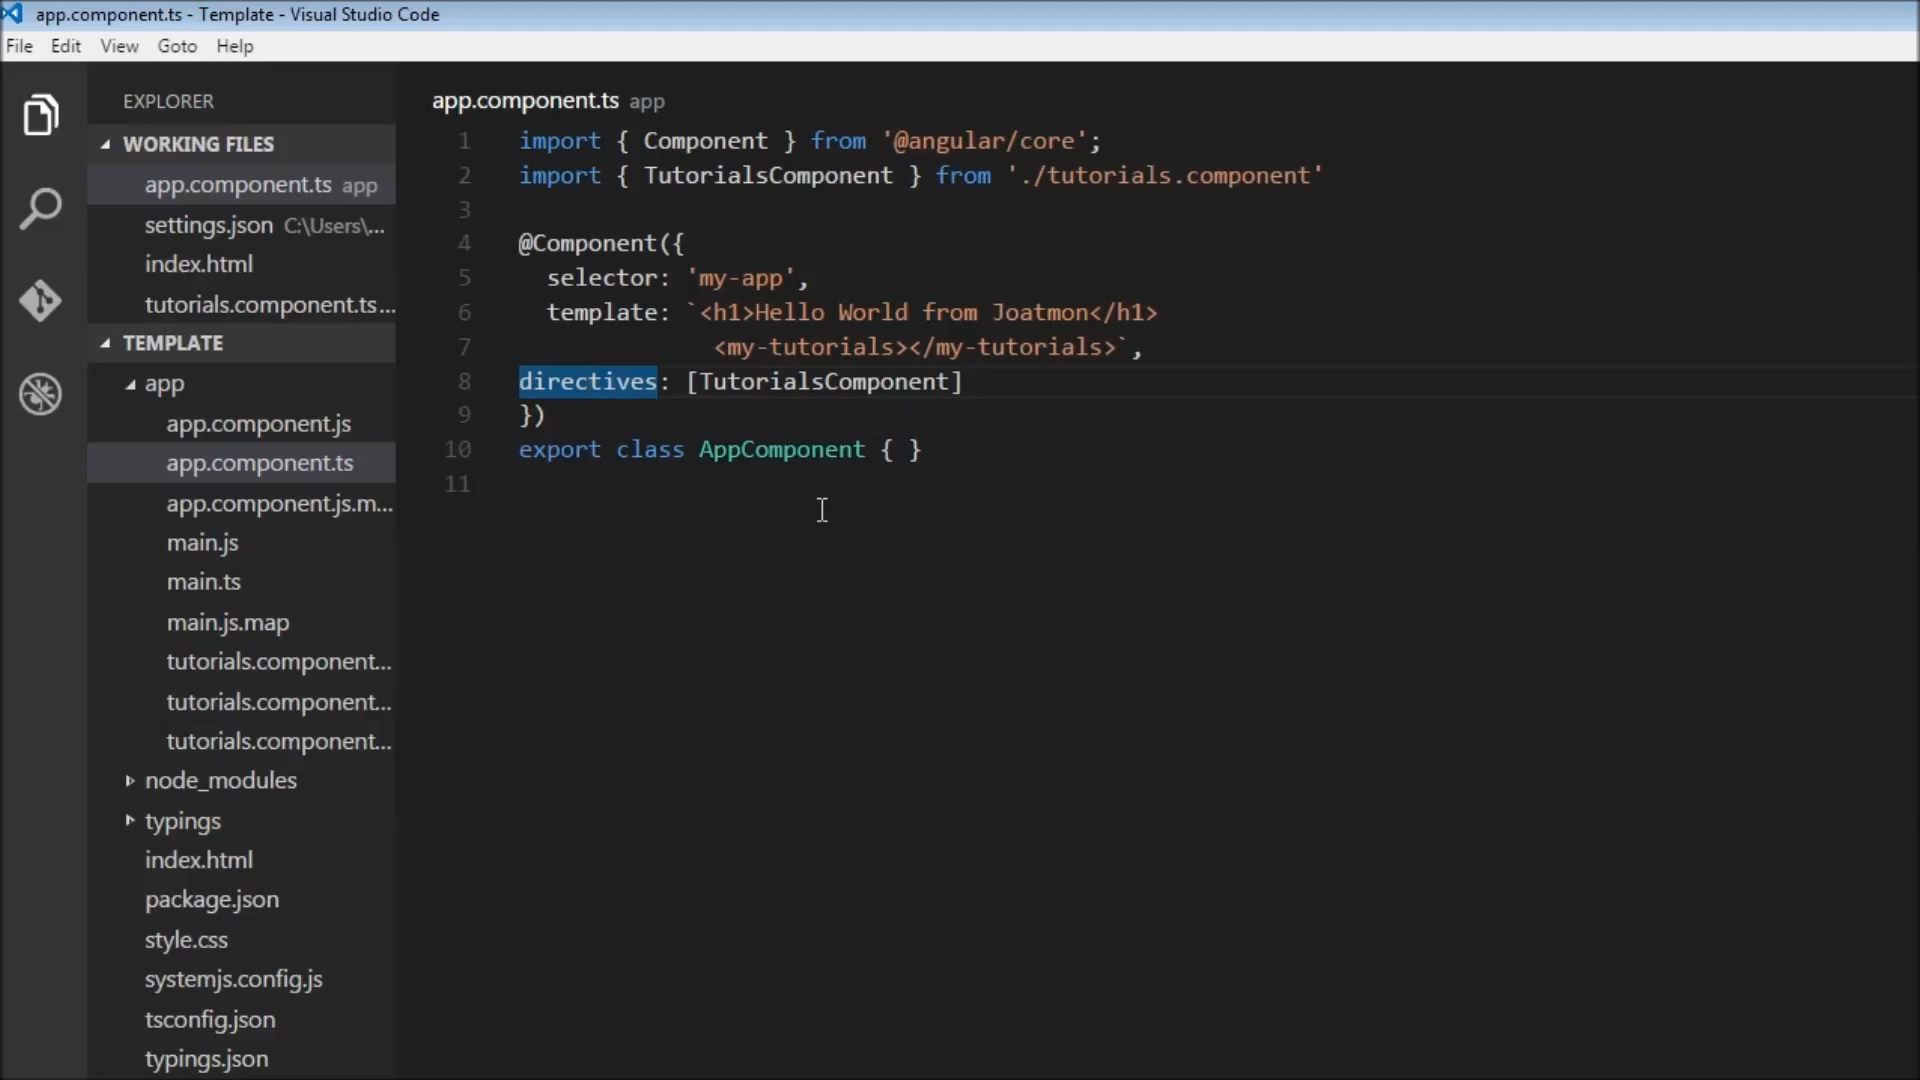 app.component.ts - Template - Visual Studio Code
File Edit View Goto Help
EXPLORER
WORKING FILES
app.component.ts app
settings.json C:\Users\...
index.html
tutorials.component.ts...
TEMPLATE
app
app.component.js
app.component.ts
app.component.js.m...
main.js
main.ts
main.js.map
tutorials.component...
tutorials.component...
tutorials.component...
node_modules
typings
index.html
package.json
style.css
systemjs.config.js
tsconfig.json
typings.json
app.component.ts app
1 import { Component } from '@angular/core';
2 import { TutorialsComponent } from './tutorials.component'
3
4 @Component({
5   selector: 'my-app',
6   template: `<h1>Hello World from Joatmon</h1>
7               <my-tutorials></my-tutorials>`,
8 directives: [TutorialsComponent]
9 })
10 export class AppComponent { }
11